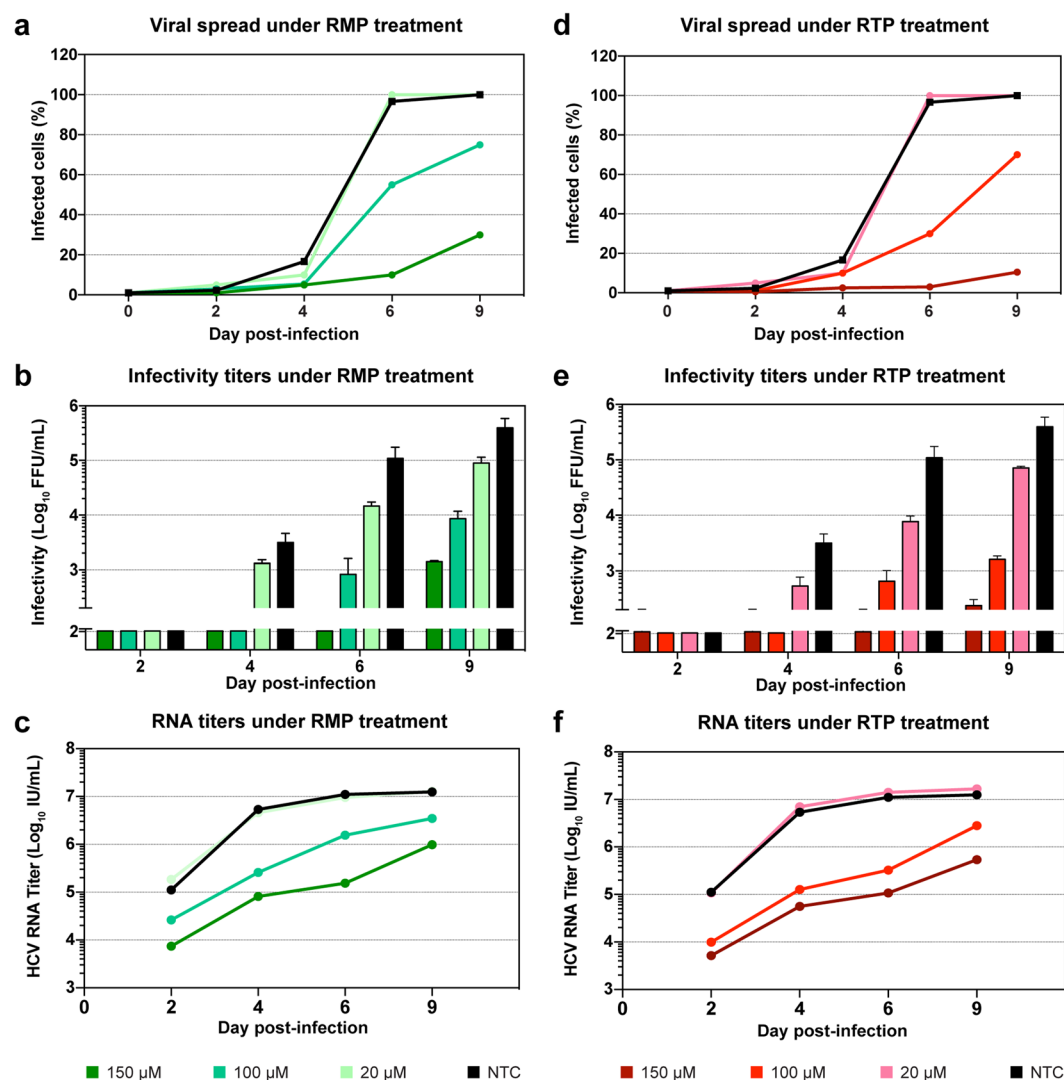 a Viral spread under RMP treatment
120
100
80
60
40
20
0
Infected cells (%)
0 2 4 6 9
Day post-infection
b Infectivity titers under RMP treatment
6
5
4
3
2
Infectivity (Log10 FFU/mL)
2 4 6 9
Day post-infection
c RNA titers under RMP treatment
8
7
6
5
4
3
HCV RNA Titer (Log10 IU/mL)
0 2 4 6 9
Day post-infection
150 µM 100 µM 20 µM NTC
d Viral spread under RTP treatment
120
100
80
60
40
20
0
Infected cells (%)
0 2 4 6 9
Day post-infection
e Infectivity titers under RTP treatment
6
5
4
3
2
Infectivity (Log10 FFU/mL)
2 4 6 9
Day post-infection
f RNA titers under RTP treatment
8
7
6
5
4
3
HCV RNA Titer (Log10 IU/mL)
0 2 4 6 9
Day post-infection
150 µM 100 µM 20 µM NTC